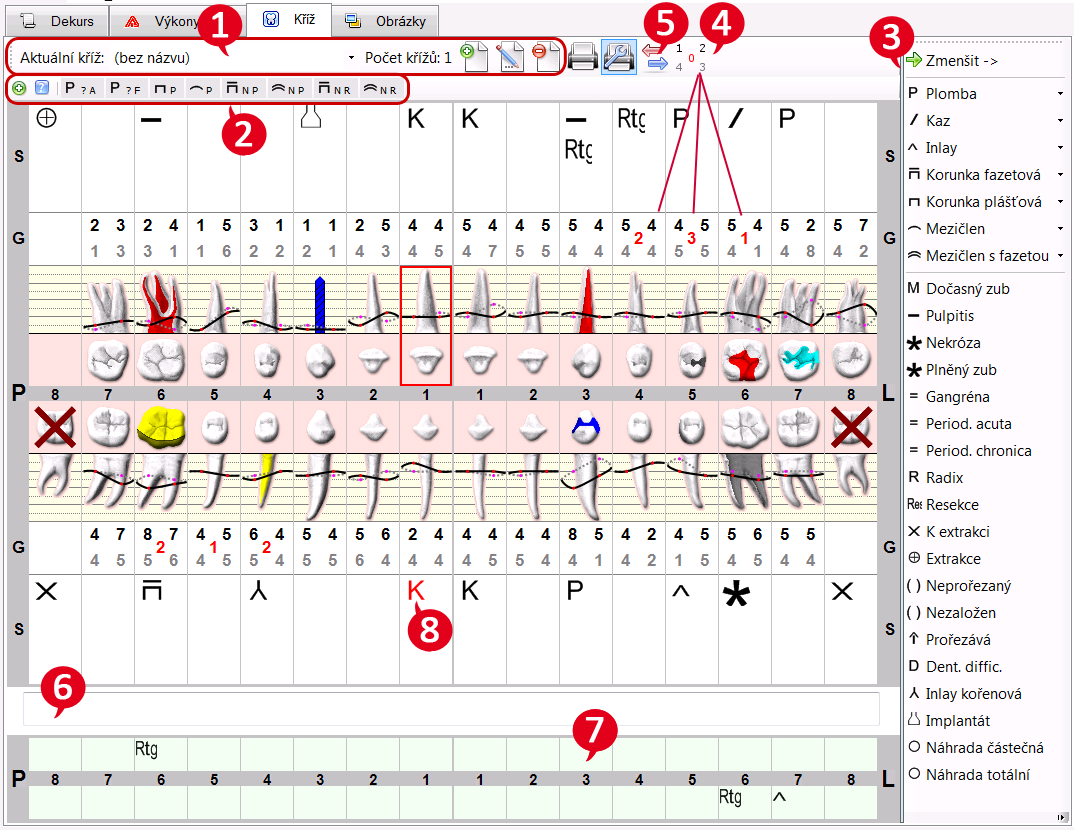 Dekurs Výkony Kříž Obrázky
1 5 4 3
Aktuální kříž: (bez názvu) Počet křížů: 1 1 2 0 4 3
P ? A P ? F P P N P N P N R N R
2
Zmenšit ->
Plomba
Kaz
Inlay
Korunka fazetová
Korunka plášťová
Mezičlen
Mezičlen s fazetou
M Dočasný zub
Pulpitis
Nekróza
Plněný zub
= Gangréna
= Period. acuta
= Period. chronica
R Radix
Res Resekce
K extrakci
Extrakce
( ) Neprořezaný
( ) Nezaložen
Prořezává
D Dent. diffic.
Inlay kořenová
Implantát
Náhrada částečná
Náhrada totální
K K Rtg P P
S Rtg S
2 3 2 4 1 5 3 1 1 1 2 5 4 4 5 4 4 5 5 4 5 4 4 5 5 4 5 2 5 7
G 2 3 1 G
1 3 3 1 1 6 2 2 2 1 4 3 4 5 4 7 4 5 4 4 4 4 4 5 4 1 4 8 4 2
P 8 7 6 5 4 3 2 1 1 2 3 4 5 6 7 8 L
4 7 8 7 4 5 6 4 5 4 5 6 2 4 4 4 5 4 8 5 4 4 4 5 5 6 5 5
G 2 1 2 G
4 5 5 6 4 5 4 4 5 4 6 4 4 4 4 5 4 4 5 1 4 2 1 5 4 5 4 4
K K P
8
S S
6
7
Rtg
P 8 7 6 5 4 3 2 1 1 2 3 4 5 6 7 8 L
Rtg